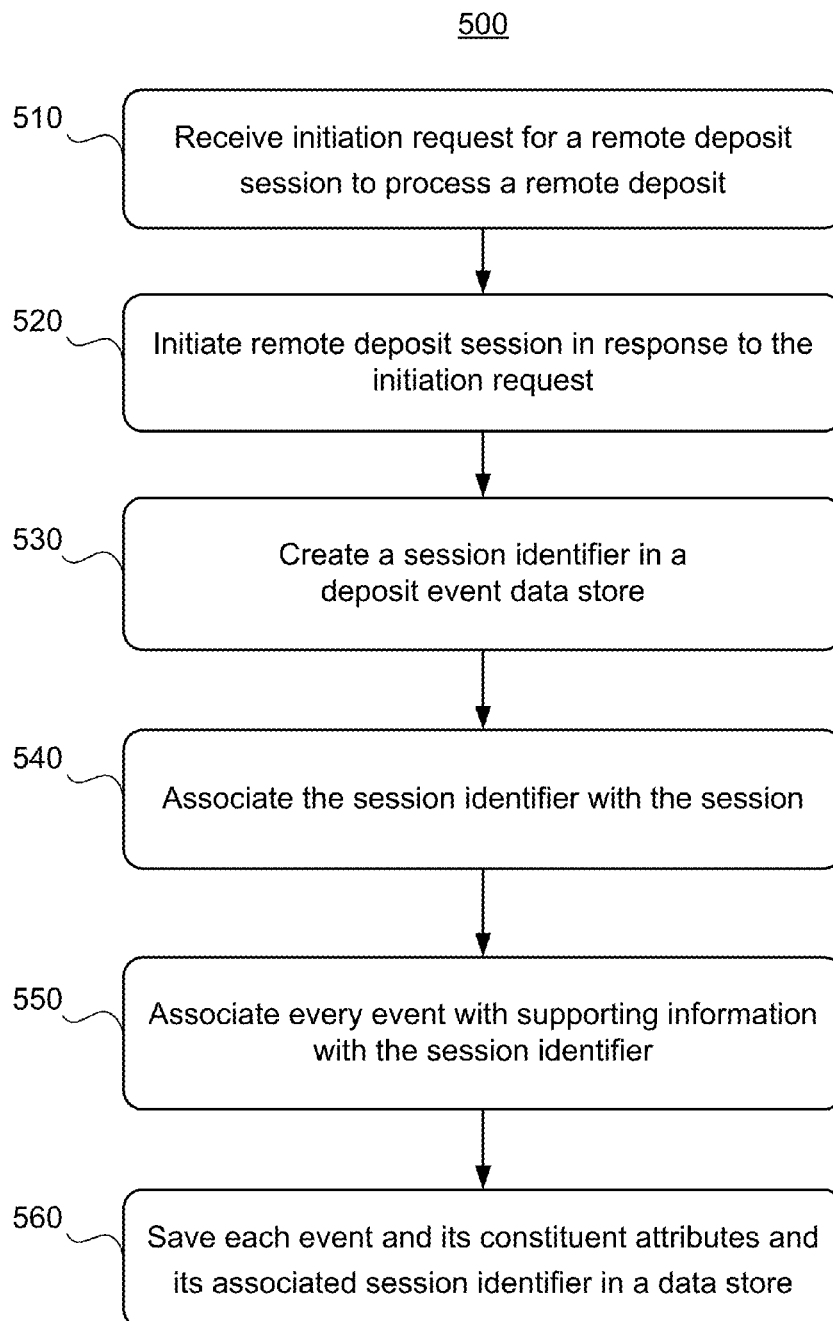 500
510
Receive initiation request for a remote deposit
session to process a remote deposit
520
Initiate remote deposit session in response to the
initiation request
530
Create a session identifier in a
deposit event data store
540
Associate the session identifier with the session
550
Associate every event with supporting information
with the session identifier
560
Save each event and its constituent attributes and
its associated session identifier in a data store